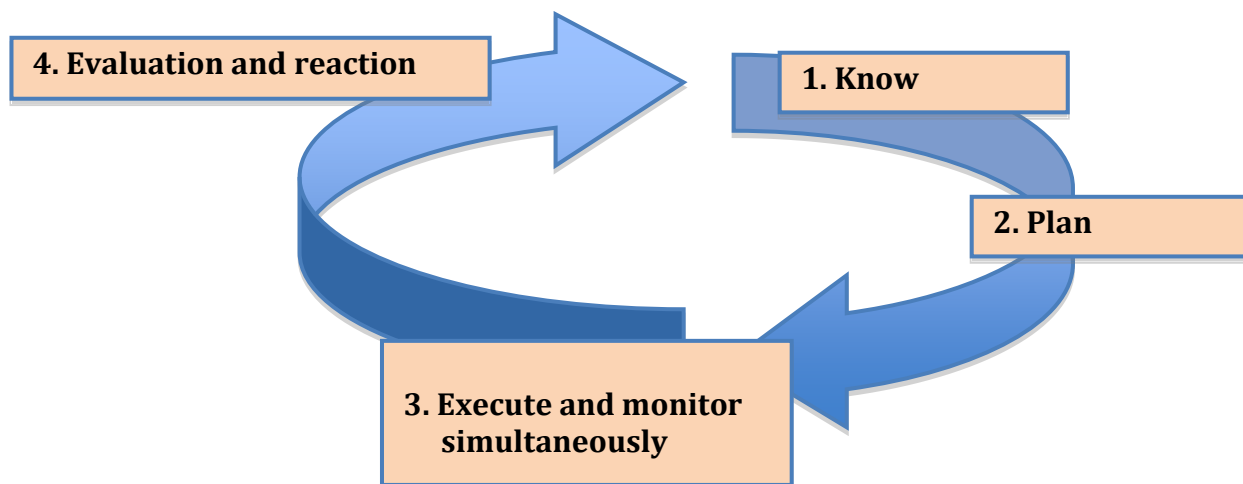 4. Evaluation and reaction
1. Know
2. Plan
3. Execute and monitor
simultaneously